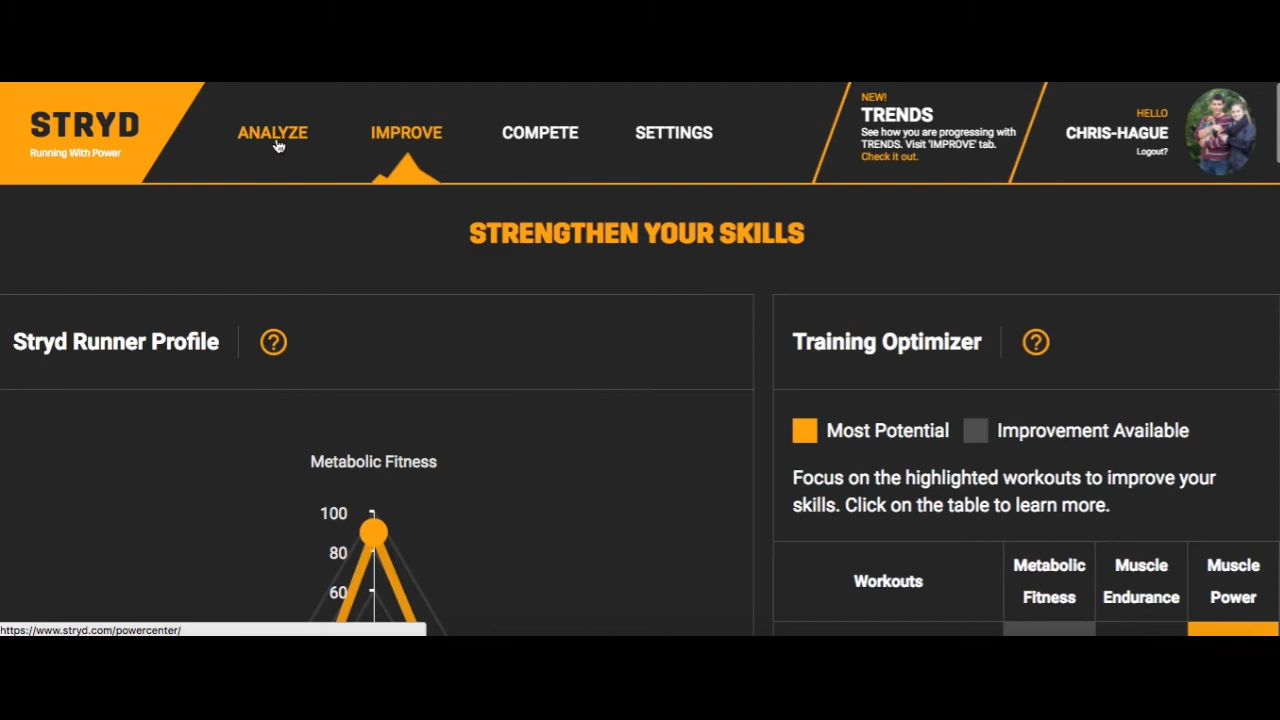 STRYD
Running With Power
ANALYZE
IMPROVE
COMPETE
SETTINGS
NEW!
TRENDS
See how you are progressing with
TRENDS. Visit 'IMPROVE' tab.
Check it out.
HELLO
CHRIS-HAGUE
Logout?
STRENGTHEN YOUR SKILLS
Stryd Runner Profile
?
Metabolic Fitness
100
80
60
Training Optimizer
?
Most Potential
Improvement Available
Focus on the highlighted workouts to improve your
skills. Click on the table to learn more.
Workouts
Metabolic
Fitness
Muscle
Endurance
Muscle
Power
https://www.stryd.com/powercenter/